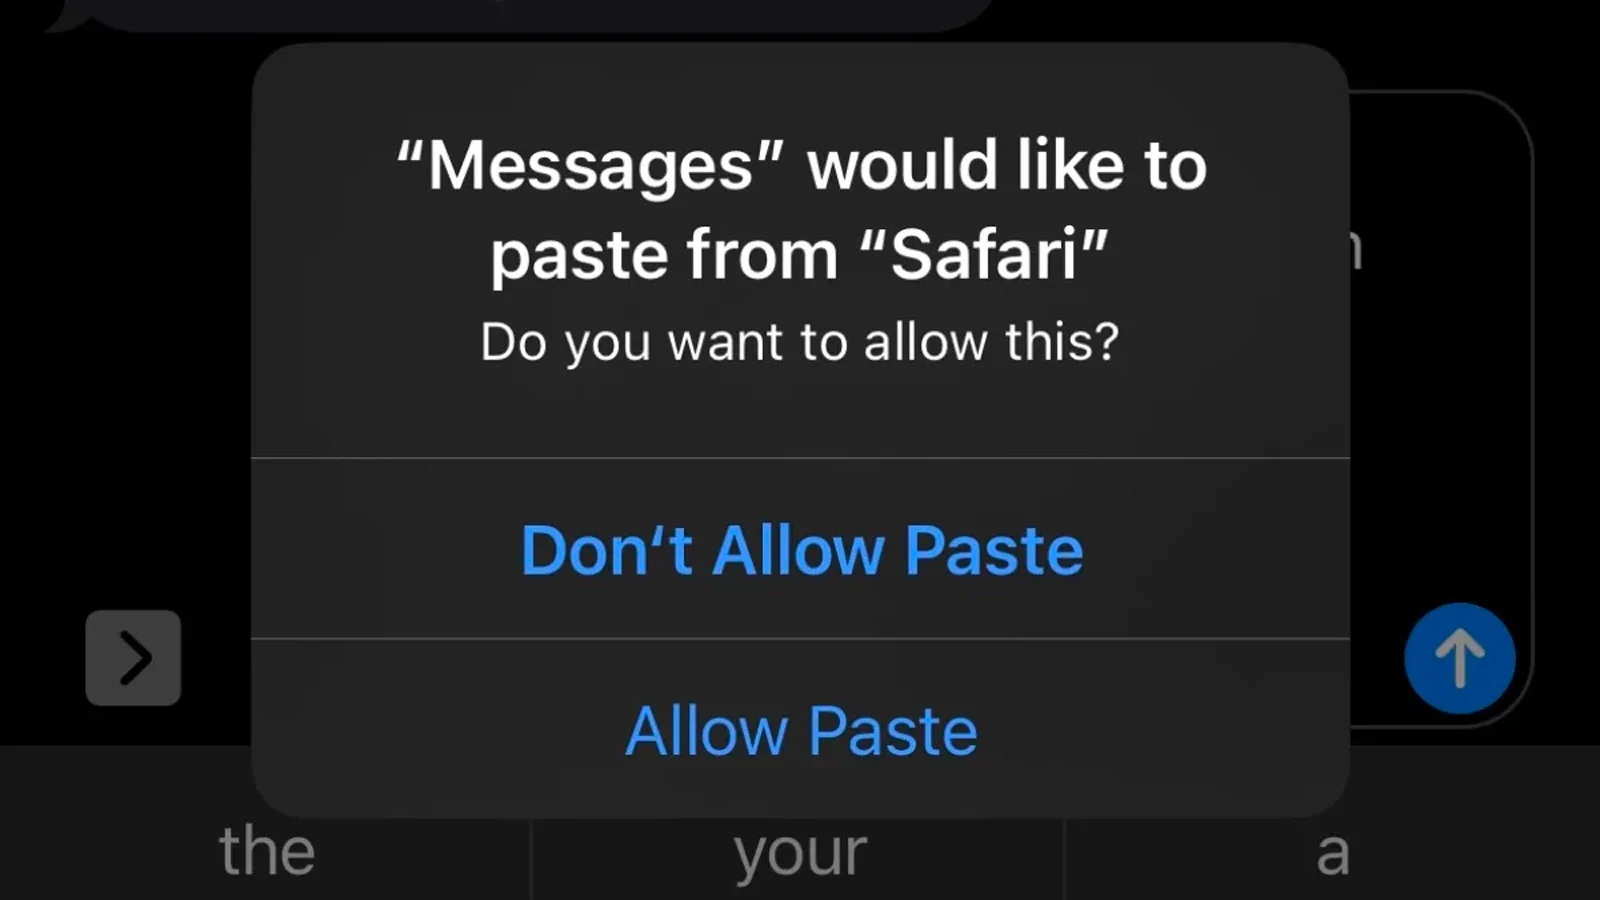 “Messages” would like to
paste from “Safari”
Do you want to allow this?
Don‘t Allow Paste
Allow Paste
the
your
a